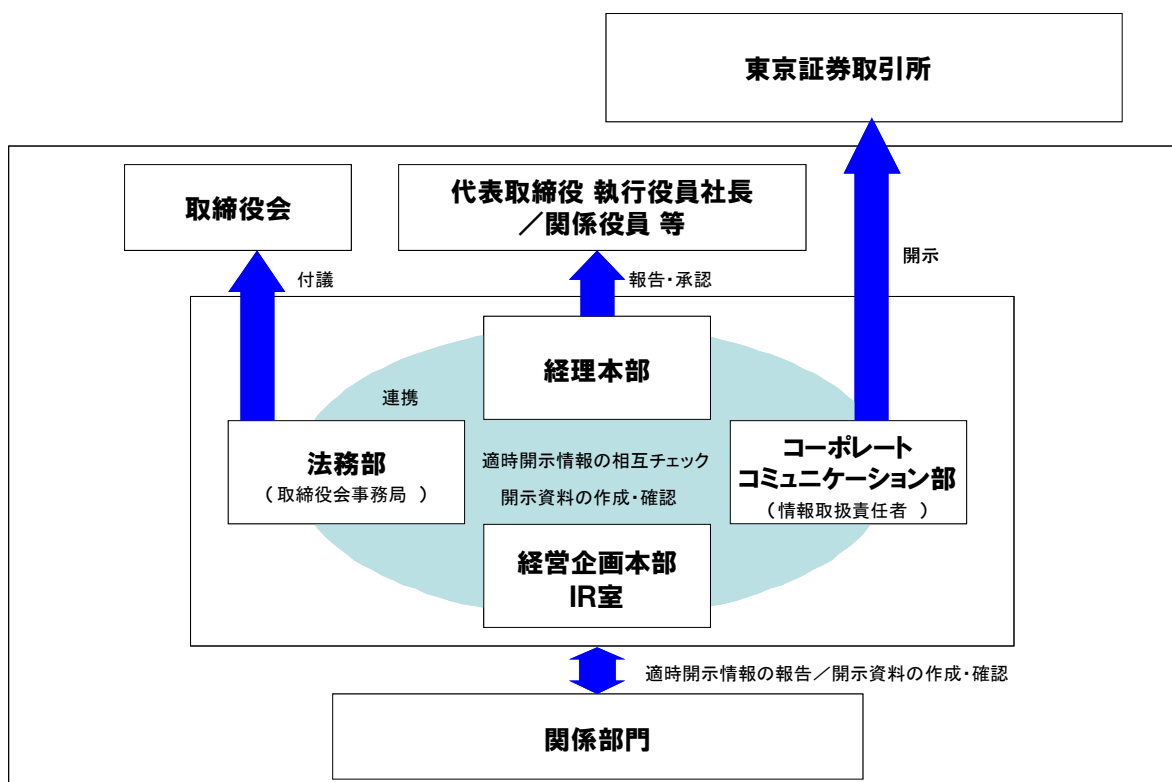 東京証券取引所
取締役会
代表取締役 執行役員社長
／関係役員 等
開示
付議
報告・承認
経理本部
連携
法務部
（取締役会事務局　）
適時開示情報の相互チェック
開示資料の作成・確認
コーポレート
コミュニケーション部
（情報取扱責任者　）
経営企画本部
IR室
適時開示情報の報告／開示資料の作成・確認
関係部門